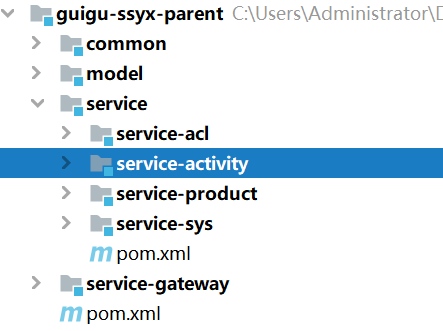 guigu-ssyx-parent C:\Users\Administrator\
common
model
service
service-acl
service-activity
service-product
service-sys
m pom.xml
service-gateway
m pom.xml